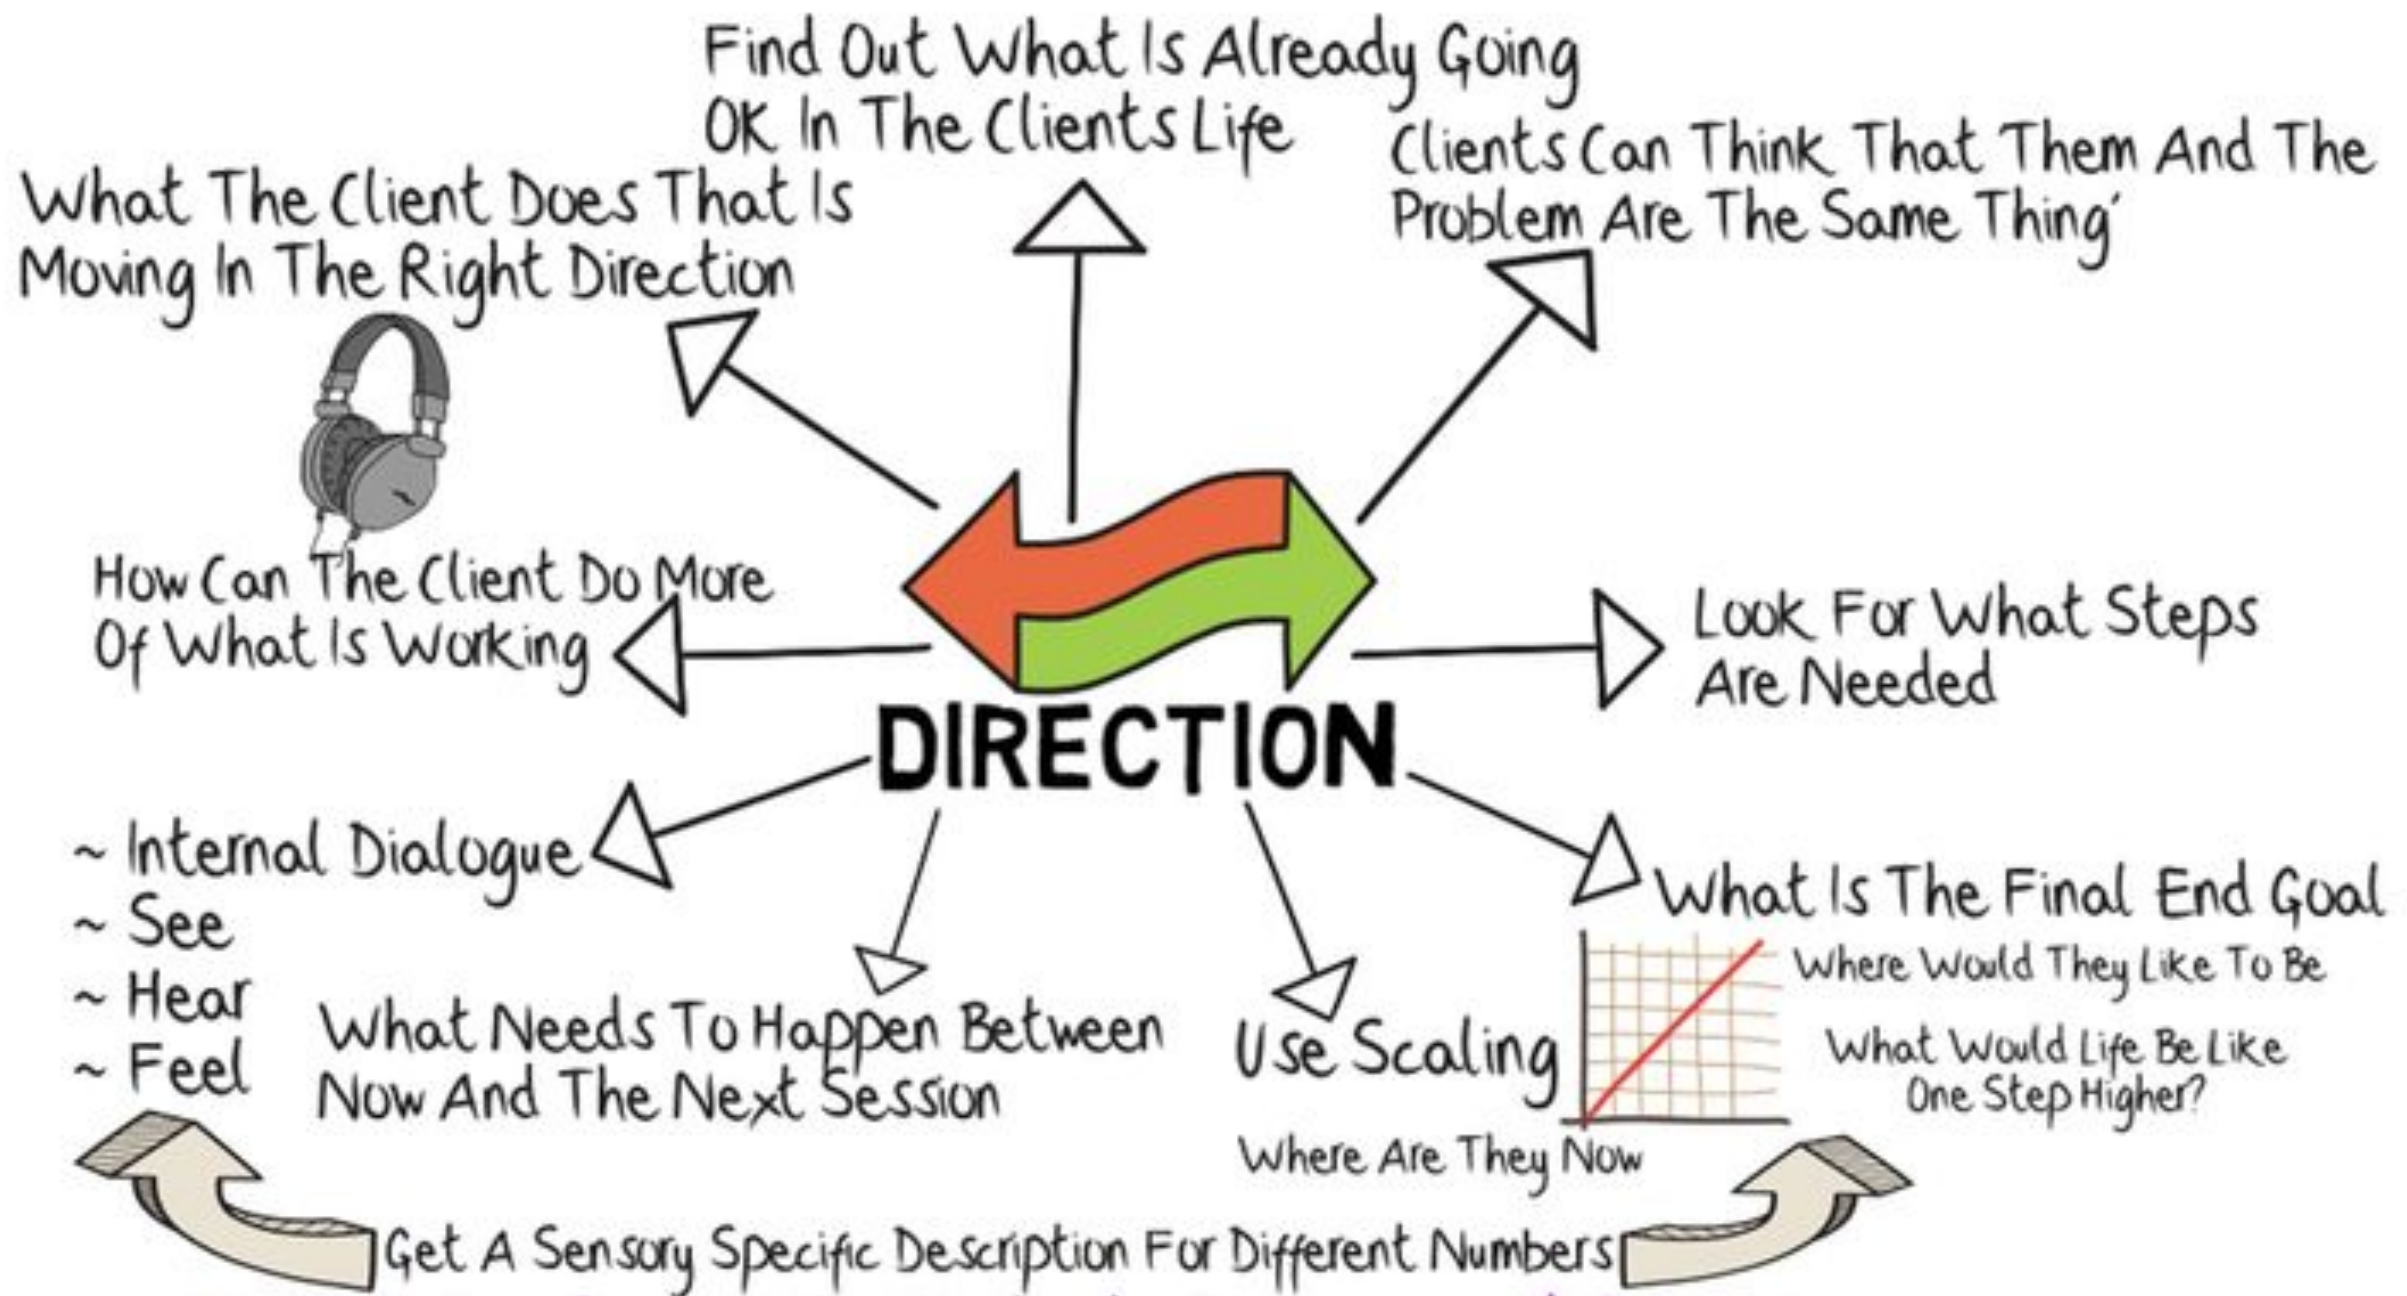 Find Out What Is Already Going
OK In The Clients Life
What The Client Does That Is
Moving In The Right Direction
Clients Can Think That Them And The
Problem Are The Same Thing'
How Can The Client Do More
Of What Is Working
Look For What Steps
Are Needed
DIRECTION
~ Internal Dialogue
~ See
~ Hear
~ Feel
What Needs To Happen Between
Now And The Next Session
Use Scaling
Where Are They Now
What Is The Final End Goal
Where Would They Like To Be
What Would Life Be Like
One Step Higher?
Get A Sensory Specific Description For Different Numbers